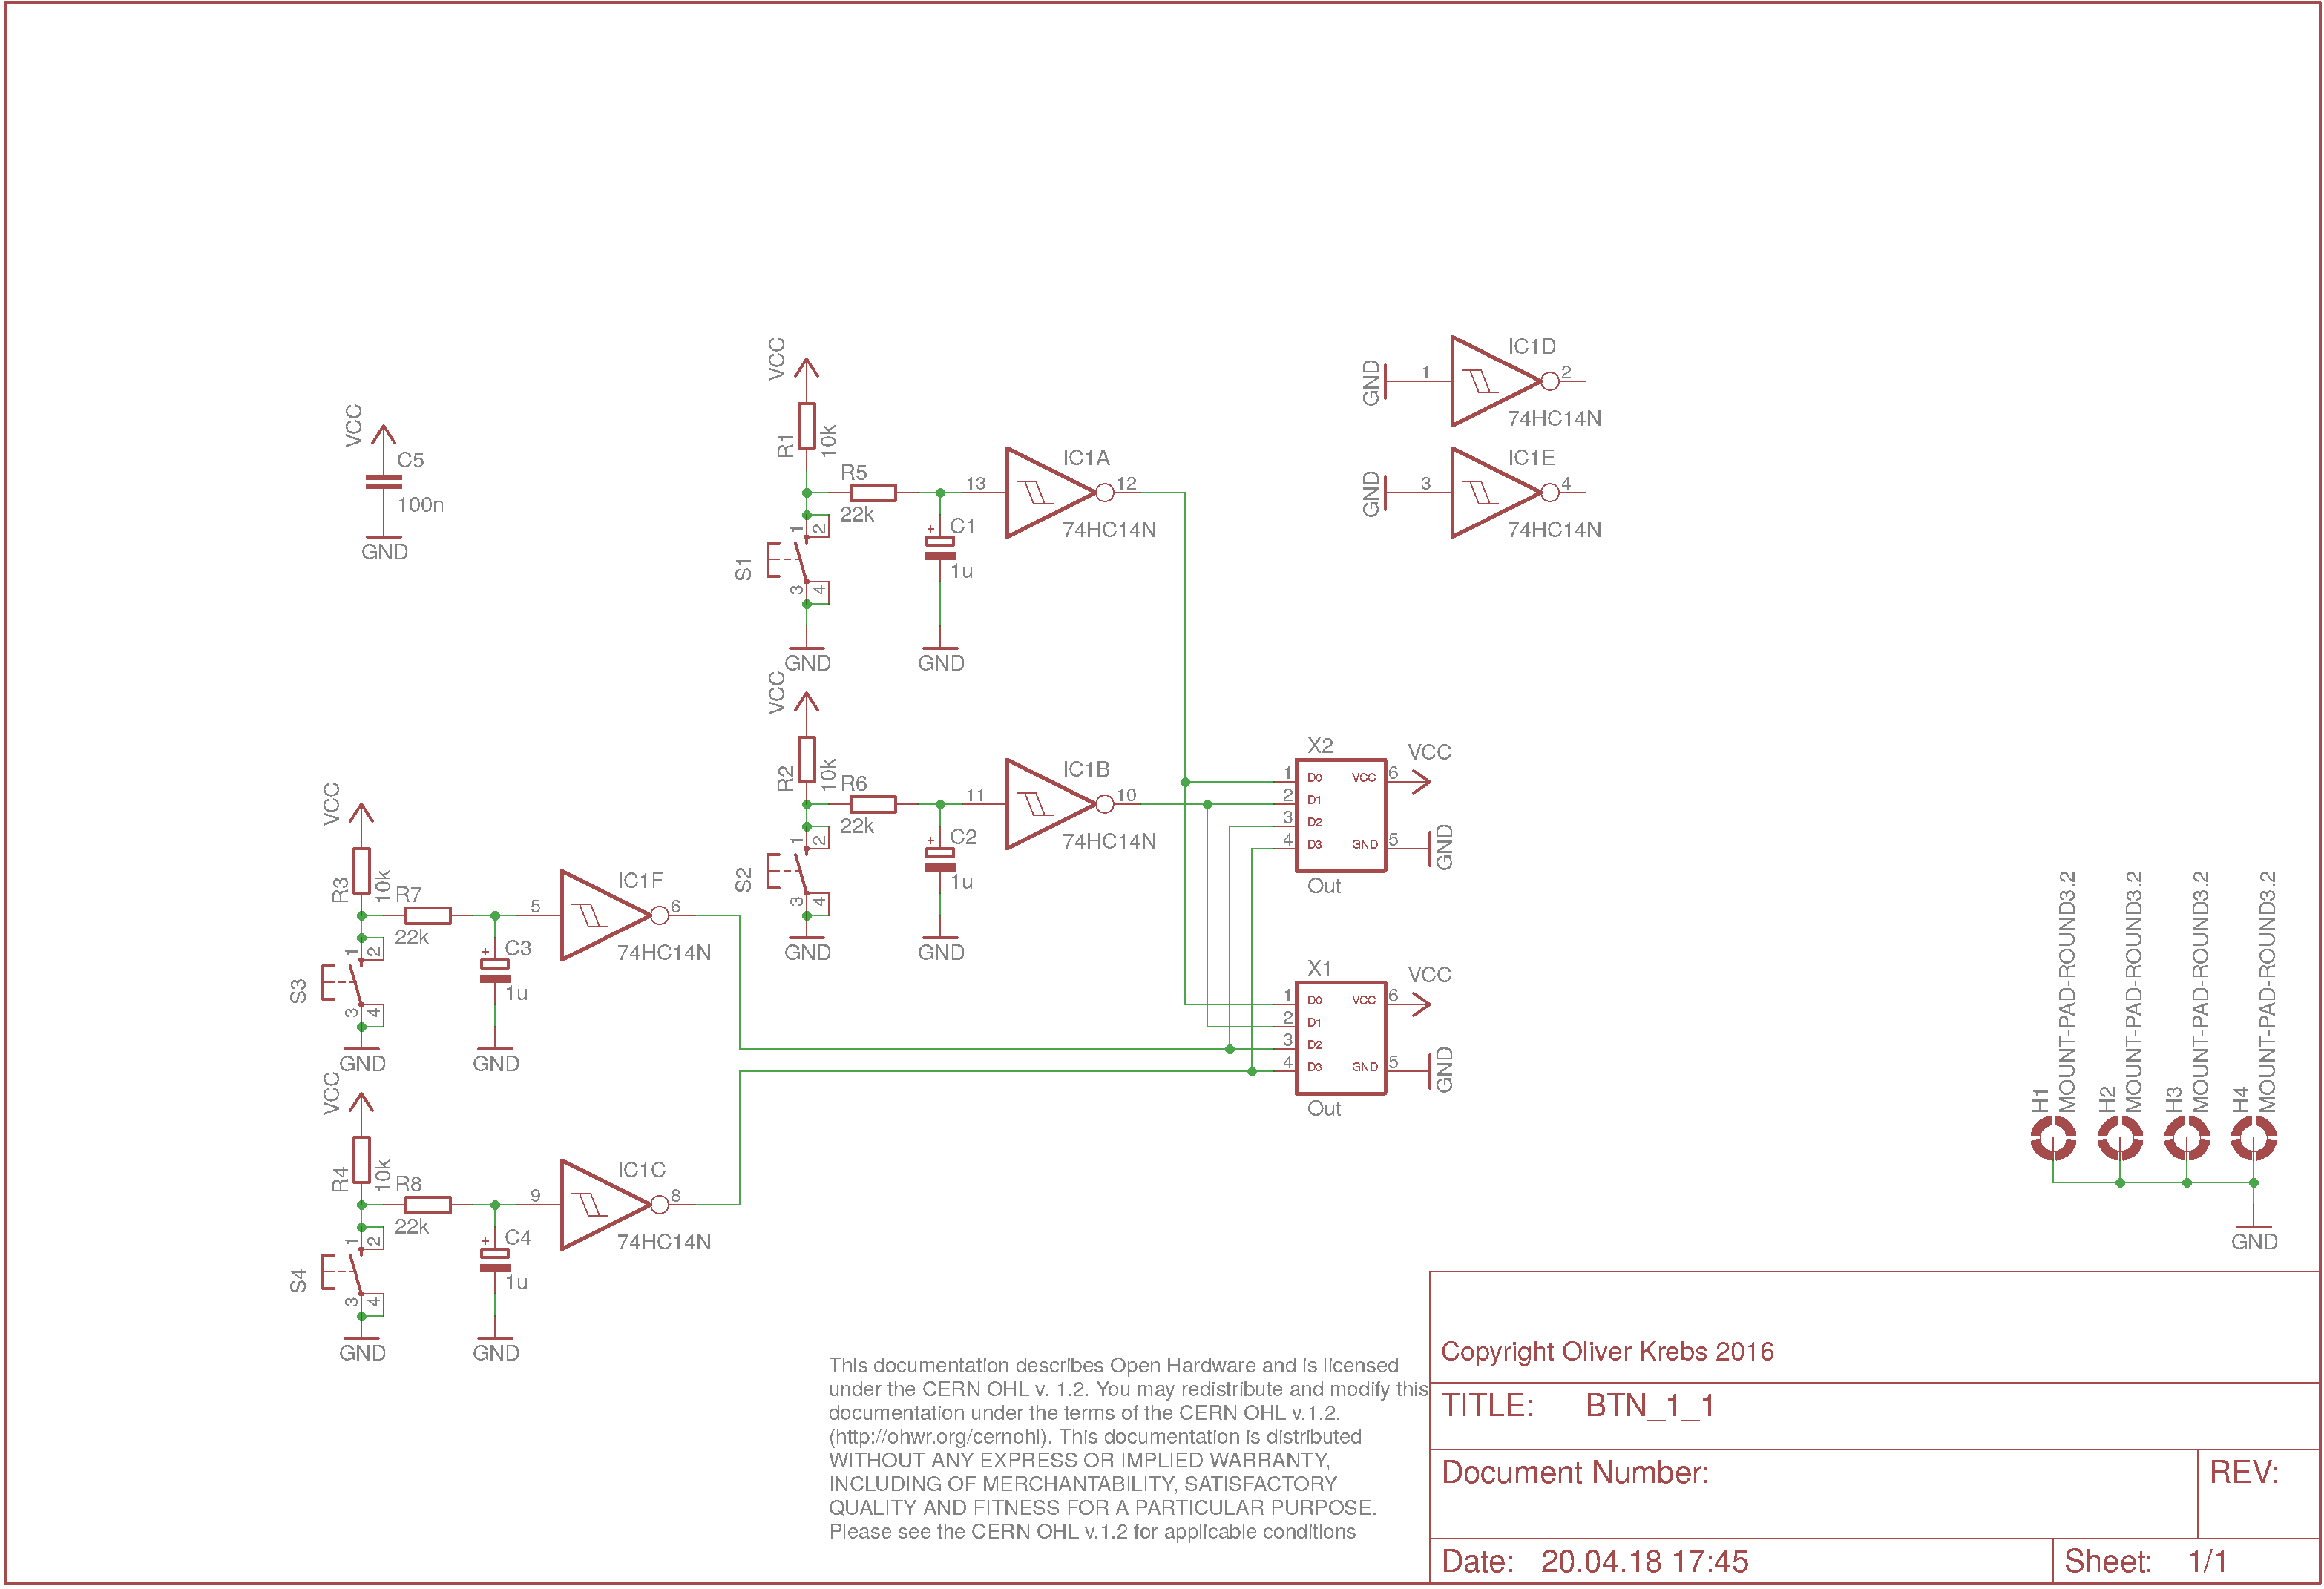 VCC
C5
100n
GND
VCC
R1
10k
R5
22k
1
2
S1
3
4
GND
13
C1
1u
GND
IC1A
12
74HC14N
GND
1
IC1D
2
74HC14N
GND
3
IC1E
4
74HC14N
VCC
R2
10k
R6
22k
1
2
S2
3
4
GND
11
C2
1u
GND
IC1B
10
74HC14N
VCC
R3
10k
R7
22k
1
2
S3
3
4
GND
5
C3
1u
GND
IC1F
6
74HC14N
VCC
R4
10k
R8
22k
1
2
S4
3
4
GND
9
C4
1u
GND
IC1C
8
74HC14N
X2
1 D0 VCC 6 VCC
2 D1
3 D2
4 D3 GND 5 GND
Out
X1
1 D0 VCC 6 VCC
2 D1
3 D2
4 D3 GND 5 GND
Out
H1
MOUNT-PAD-ROUND3.2
H2
MOUNT-PAD-ROUND3.2
H3
MOUNT-PAD-ROUND3.2
H4
MOUNT-PAD-ROUND3.2
GND
This documentation describes Open Hardware and is licensed
under the CERN OHL v. 1.2. You may redistribute and modify this
documentation under the terms of the CERN OHL v.1.2.
(http://ohwr.org/cernohl). This documentation is distributed
WITHOUT ANY EXPRESS OR IMPLIED WARRANTY,
INCLUDING OF MERCHANTABILITY, SATISFACTORY
QUALITY AND FITNESS FOR A PARTICULAR PURPOSE.
Please see the CERN OHL v.1.2 for applicable conditions
Copyright Oliver Krebs 2016
TITLE: BTN_1_1
Document Number:
REV:
Date: 20.04.18 17:45
Sheet: 1/1